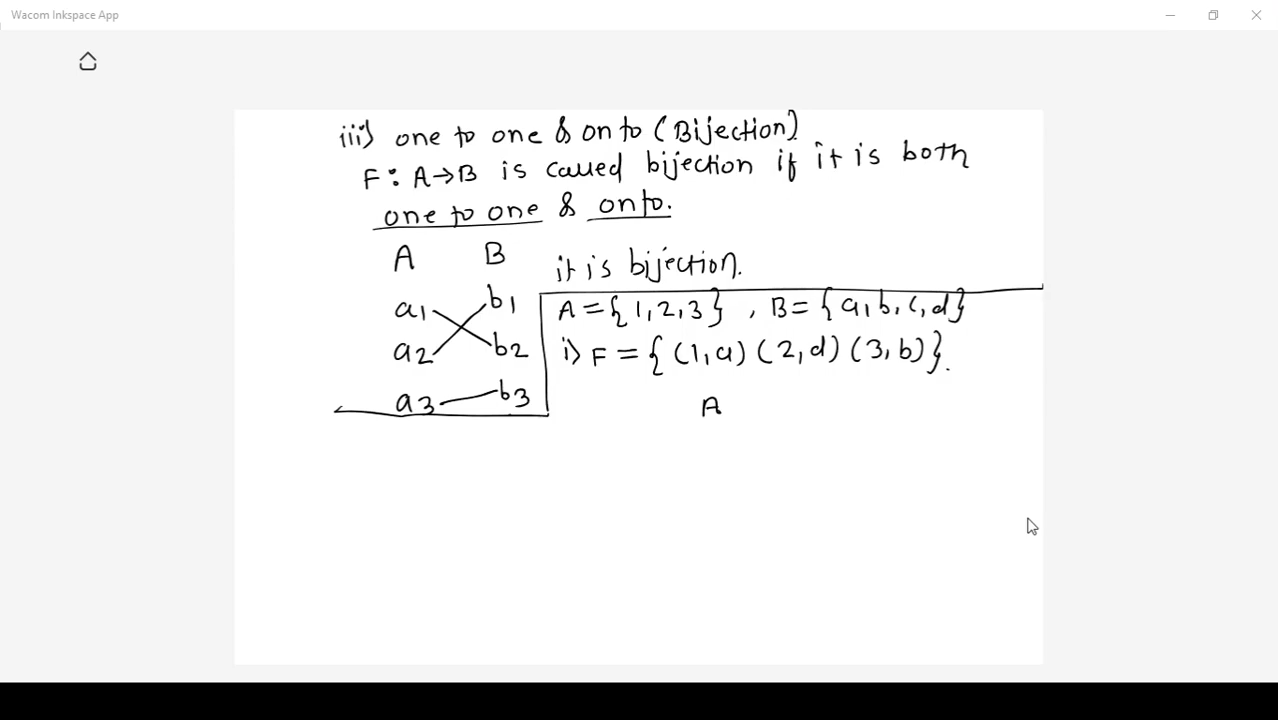 Wacom Inkspace App
iii) one to one & onto (Bijection)
F : A→B is called bijection if it is both
one to one & onto.
A B
it is bijection.
a1 b1
a2 b2
a3 b3
A = {1,2,3} , B = {a,b,c,d}
i) F = {(1,a) (2,d) (3,b)}.
A